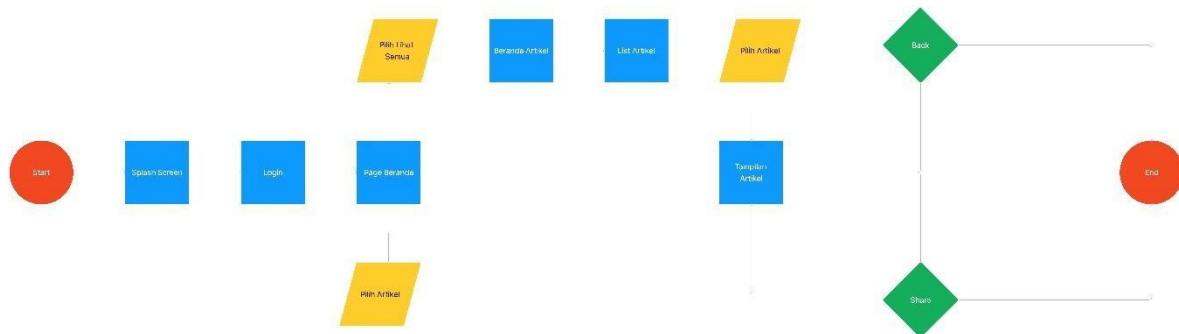 Pilih Lihat
Semua
Beranda Artikel
List Artikel
Pilih Artikel
Back
Start
Splash Screen
Login
Page Beranda
Tampilan
Artikel
End
Pilih Artikel
Share